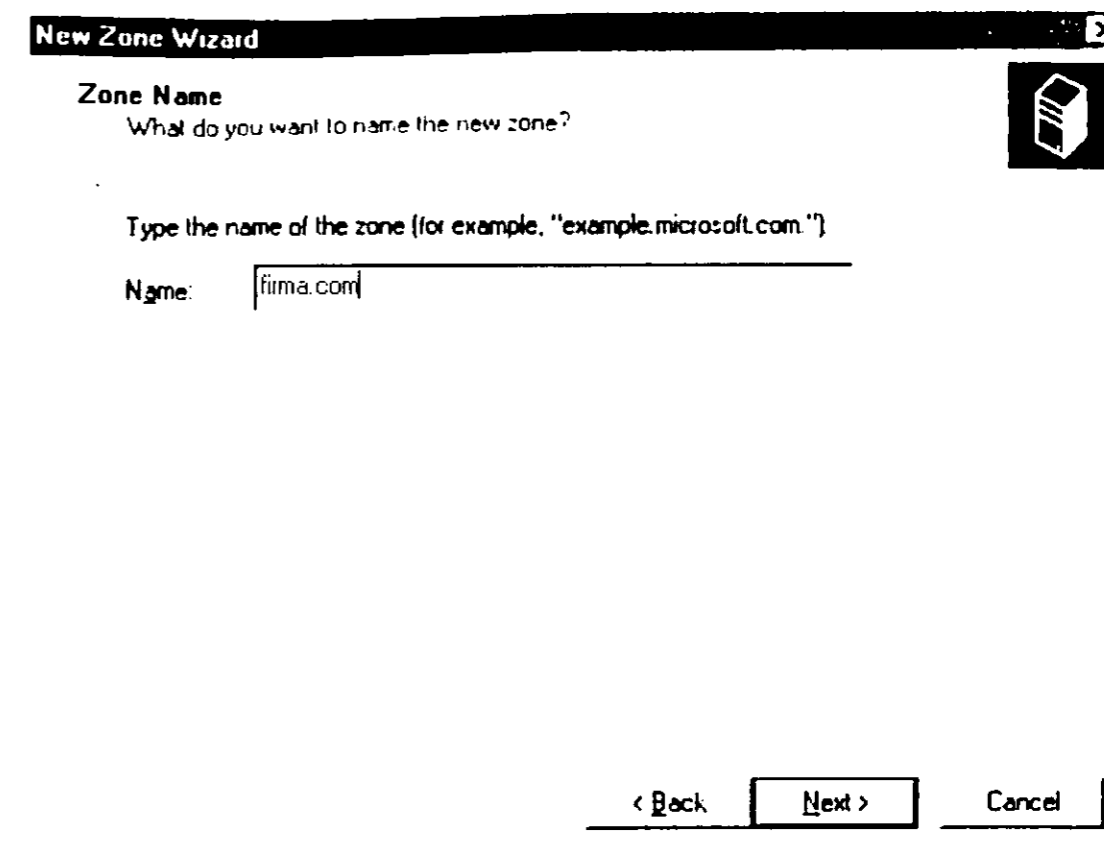 New Zone Wizard
Zone Name
What do you want to name the new zone?
Type the name of the zone (for example, "example.microsoft.com.")
Name: firma.com
< Back Next > Cancel